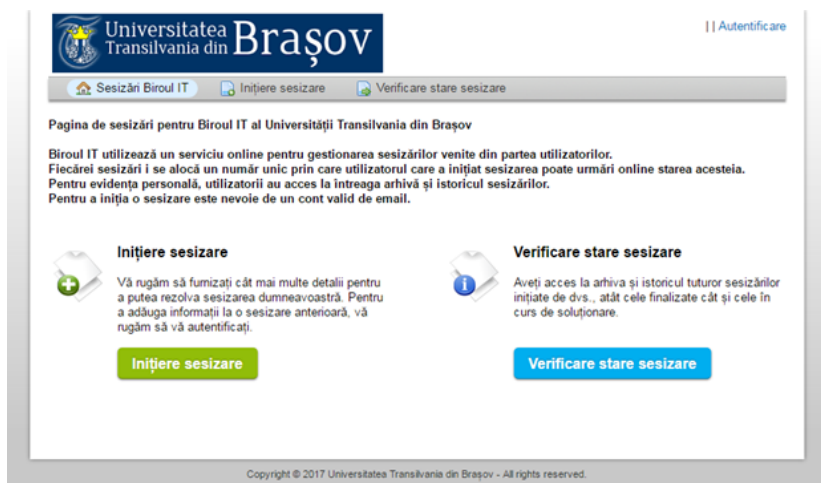 Universitatea
Transilvania din Brașov
| | Autentificare
Sesizări Biroul IT
Inițiere sesizare
Verificare stare sesizare
Pagina de sesizări pentru Biroul IT al Universității Transilvania din Brașov
Biroul IT utilizează un serviciu online pentru gestionarea sesizărilor venite din partea utilizatorilor.
Fiecărei sesizări i se alocă un număr unic prin care utilizatorul care a inițiat sesizarea poate urmări online starea acesteia.
Pentru evidența personală, utilizatorii au acces la întreaga arhivă și istoricul sesizărilor.
Pentru a iniția o sesizare este nevoie de un cont valid de email.
Inițiere sesizare
Vă rugăm să furnizați cât mai multe detalii pentru
a putea rezolva sesizarea dumneavoastră. Pentru
a adăuga informații la o sesizare anterioară, vă
rugăm să vă autentificați.
Inițiere sesizare
Verificare stare sesizare
Aveți acces la arhiva și istoricul tuturor sesizărilor
inițiate de dvs., atât cele finalizate cât și cele în
curs de soluționare.
Verificare stare sesizare
Copyright © 2017 Universitatea Transilvania din Brașov - All rights reserved.